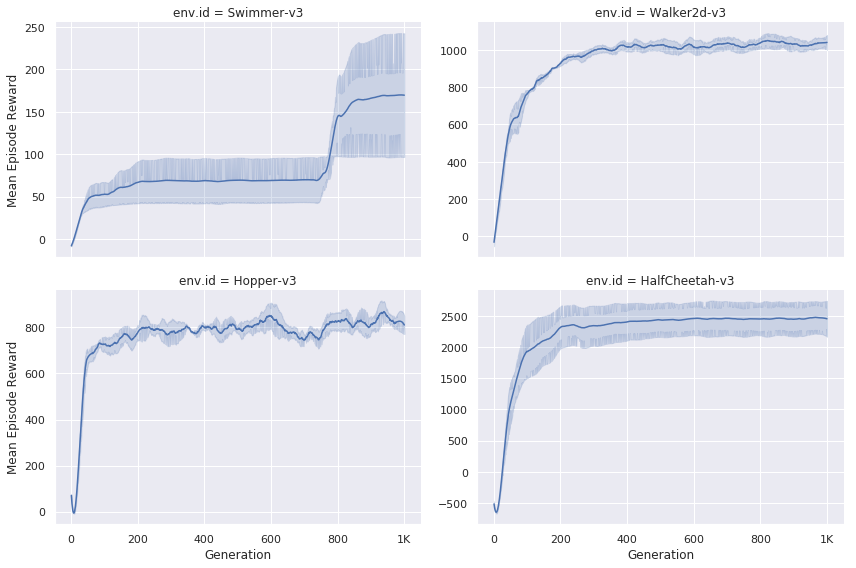 env.id = Swimmer-v3
250
200
150
100
50
0
Mean Episode Reward
env.id = Walker2d-v3
1000
800
600
400
200
0
env.id = Hopper-v3
800
600
400
200
0
Mean Episode Reward
0 200 400 600 800 1K
Generation
env.id = HalfCheetah-v3
2500
2000
1500
1000
500
0
−500
0 200 400 600 800 1K
Generation